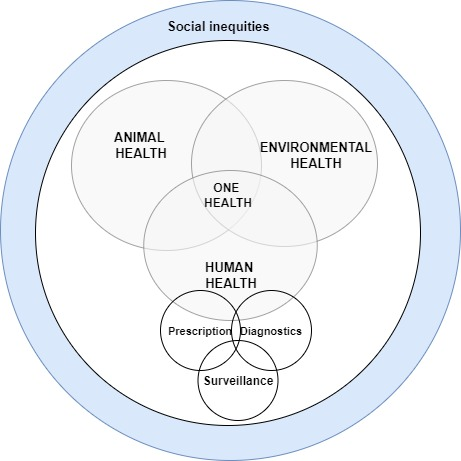 Social inequities
ANIMAL
HEALTH
ENVIRONMENTAL
HEALTH
ONE
HEALTH
HUMAN
HEALTH
Prescription
Diagnostics
Surveillance